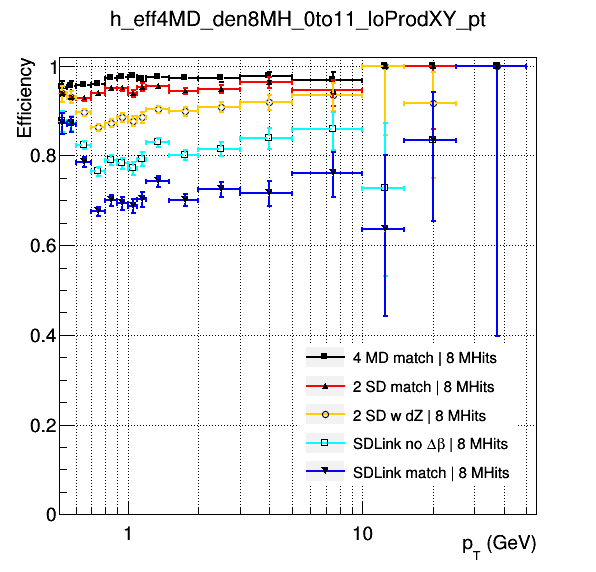 h_eff4MD_den8MH_0to11_loProdXY_pt
Efficiency
1
0.8
0.6
0.4
0.2
0
4 MD match | 8 MHits
2 SD match | 8 MHits
2 SD w dZ | 8 MHits
SDLink no Δβ | 8 MHits
SDLink match | 8 MHits
1 10
p_T (GeV)